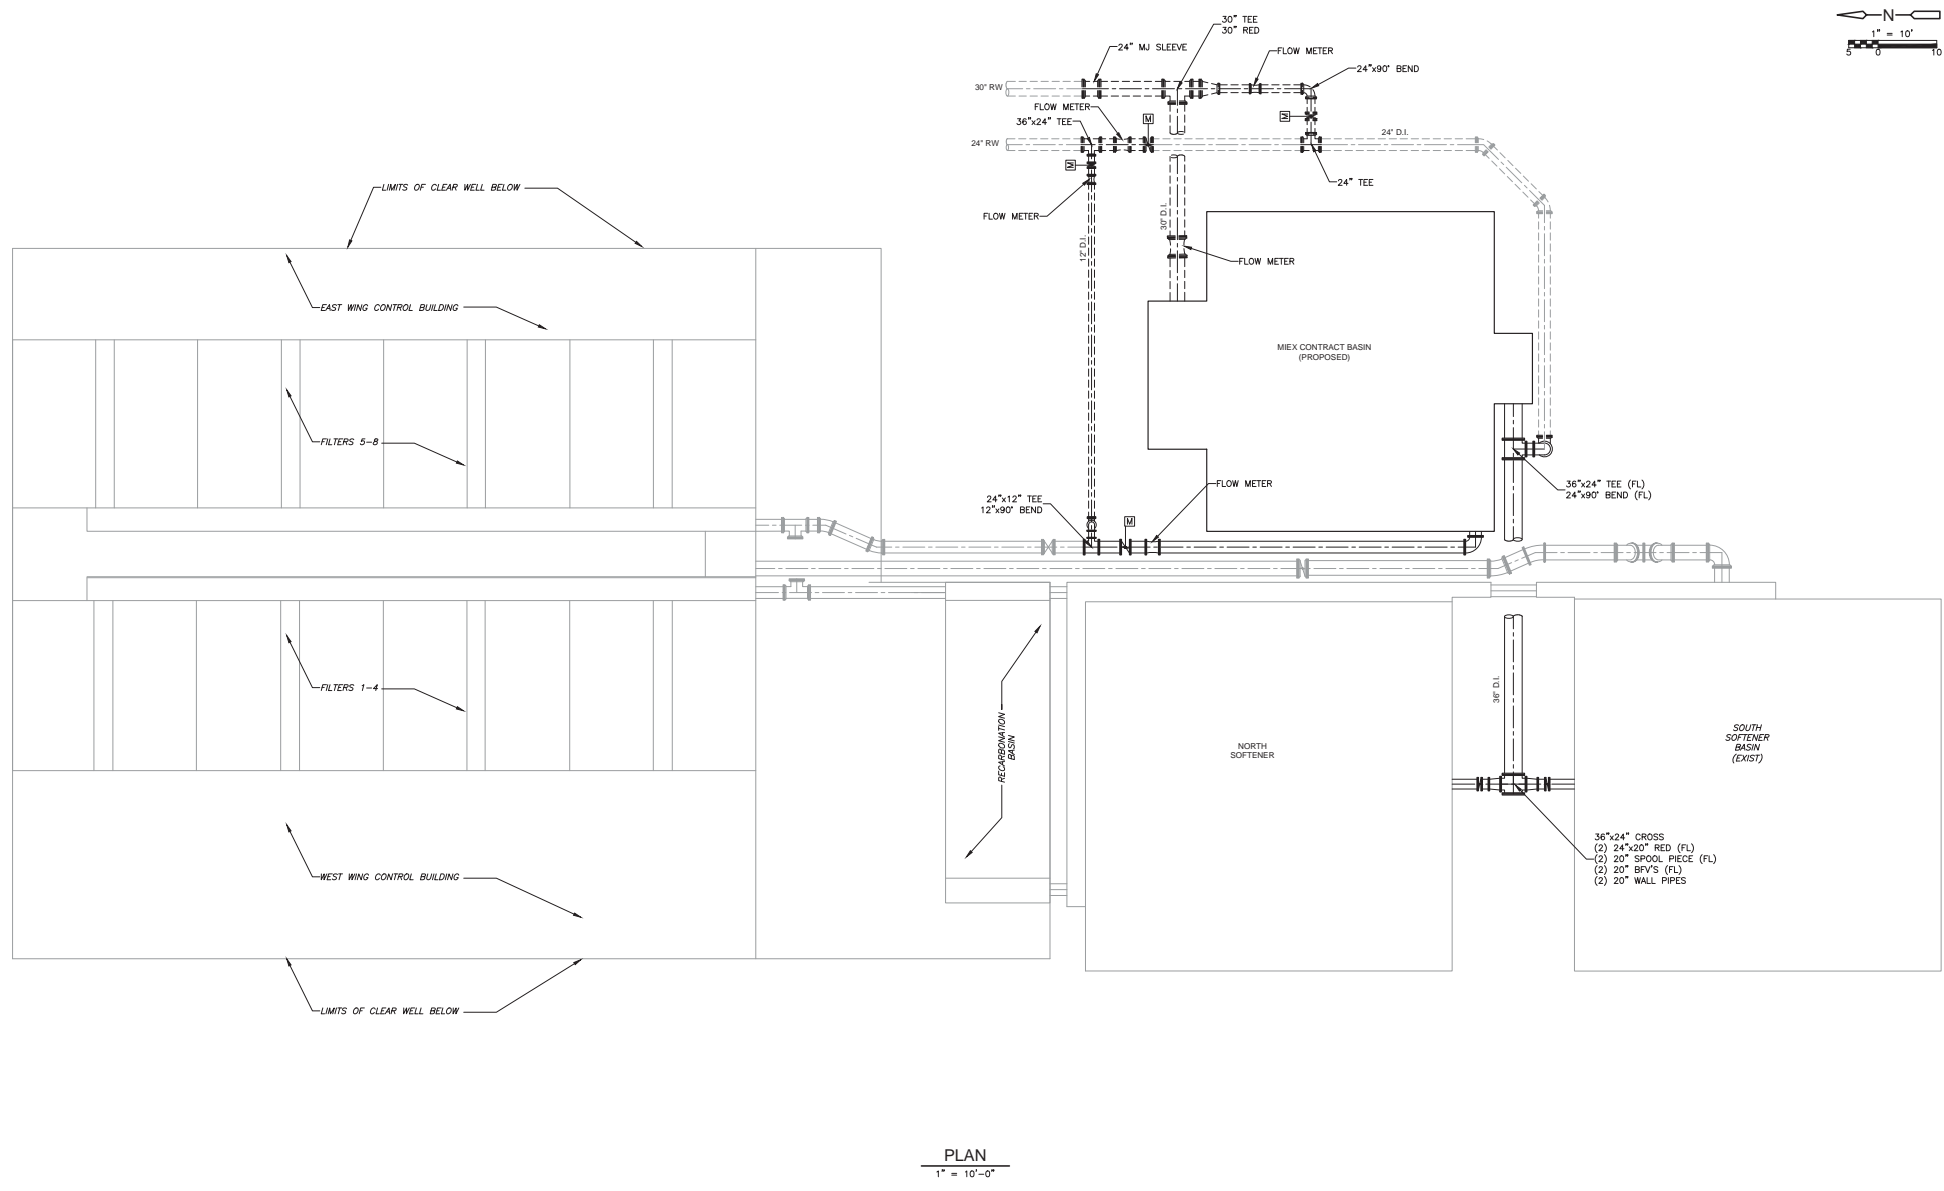 N
1" = 10'
5 0 10
30" TEE
30" RED
24" MJ SLEEVE
FLOW METER
24"x90° BEND
30" RW
FLOW METER
36"x24" TEE
M
M
24" D.I.
24" RW
M
24" TEE
LIMITS OF CLEAR WELL BELOW
FLOW METER
30" D.I.
12" D.I.
FLOW METER
EAST WING CONTROL BUILDING
MIEX CONTRACT BASIN
(PROPOSED)
FILTERS 5-8
FLOW METER
36"x24" TEE (FL)
24"x90° BEND (FL)
24"x12" TEE
12"x90° BEND
M
FILTERS 1-4
36" D.I.
RECARBONATION
BASIN
NORTH
SOFTENER
SOUTH
SOFTENER
BASIN
(EXIST)
36"x24" CROSS
(2) 24"x20" RED (FL)
(2) 20" SPOOL PIECE (FL)
(2) 20" BFV'S (FL)
(2) 20" WALL PIPES
WEST WING CONTROL BUILDING
LIMITS OF CLEAR WELL BELOW
PLAN
1" = 10'-0"